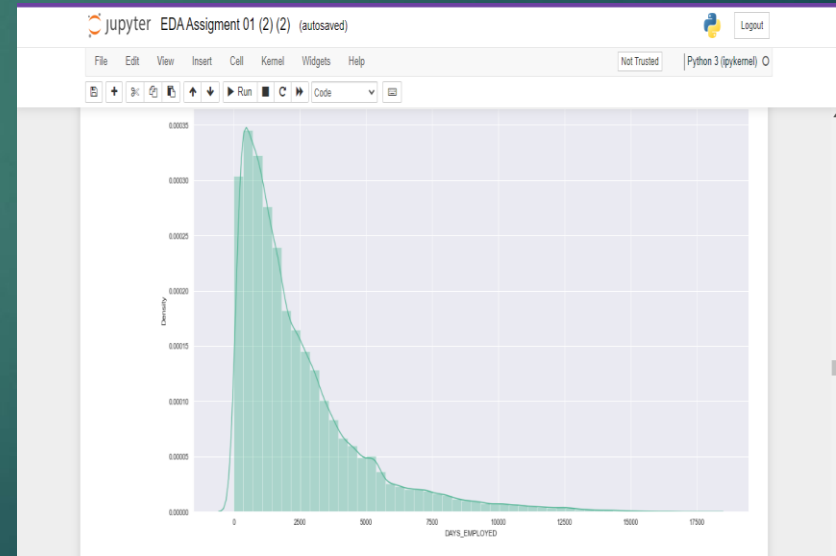 jupyter EDA Assigment 01 (2) (2) (autosaved) Logout
File Edit View Insert Cell Kernel Widgets Help Not Trusted Python 3 (ipykernel)
Run Code
0.00035
0.00030
0.00025
0.00020
0.00015
0.00010
0.00005
0.00000
Density
0 2500 5000 7500 10000 12500 15000 17500
DAYS_EMPLOYED